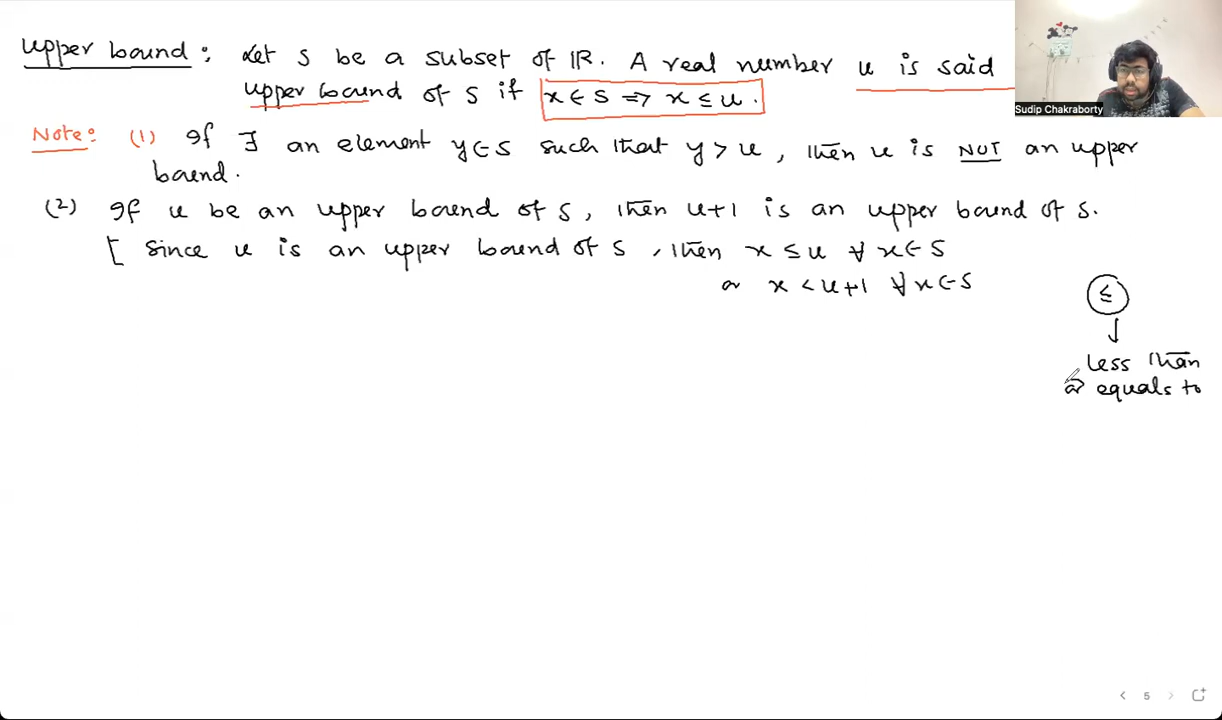 Upper bound : Let S be a subset of ℝ. A real number u is said
upper bound of S if x ∈ S ⇒ x ≤ u.
Note: (1) If ∃ an element y ∈ S such that y > u, then u is NOT an upper
bound.
(2) If u be an upper bound of S, then u+1 is an upper bound of S.
[ Since u is an upper bound of S, then x ≤ u ∀ x ∈ S
or x < u+1 ∀ x ∈ S
≤
↓
less than
or equals to
Sudip Chakraborty
5